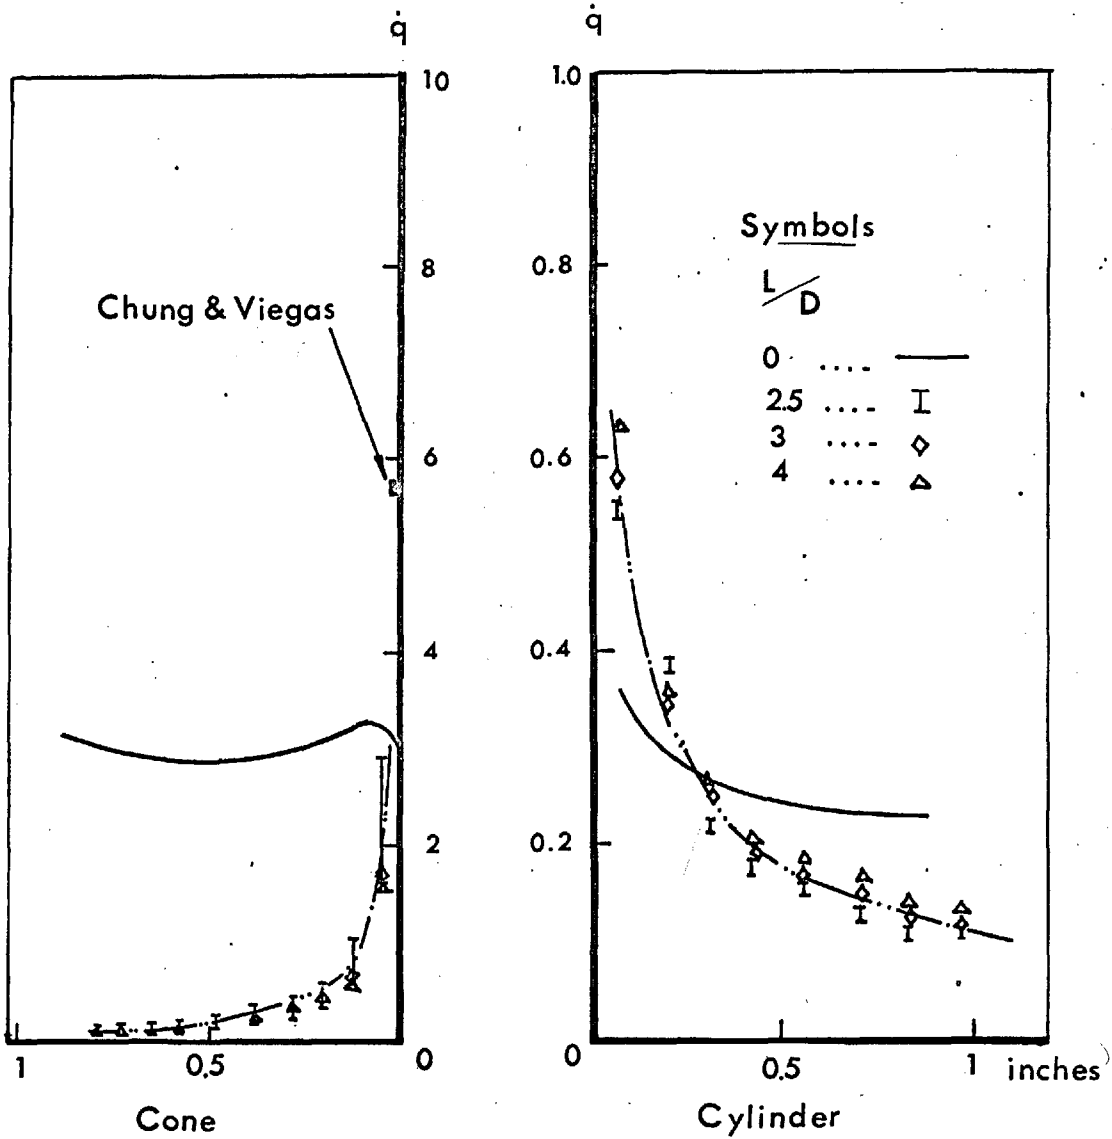 q̇
10
8
6
4
2
0
1
0.5
Cone
Chung & Viegas
q̇
1.0
0.8
0.6
0.4
0.2
0
0.5
1
inches
Cylinder
Symbols
L/D
0 ....
2.5 ....
3 ....
4 ....